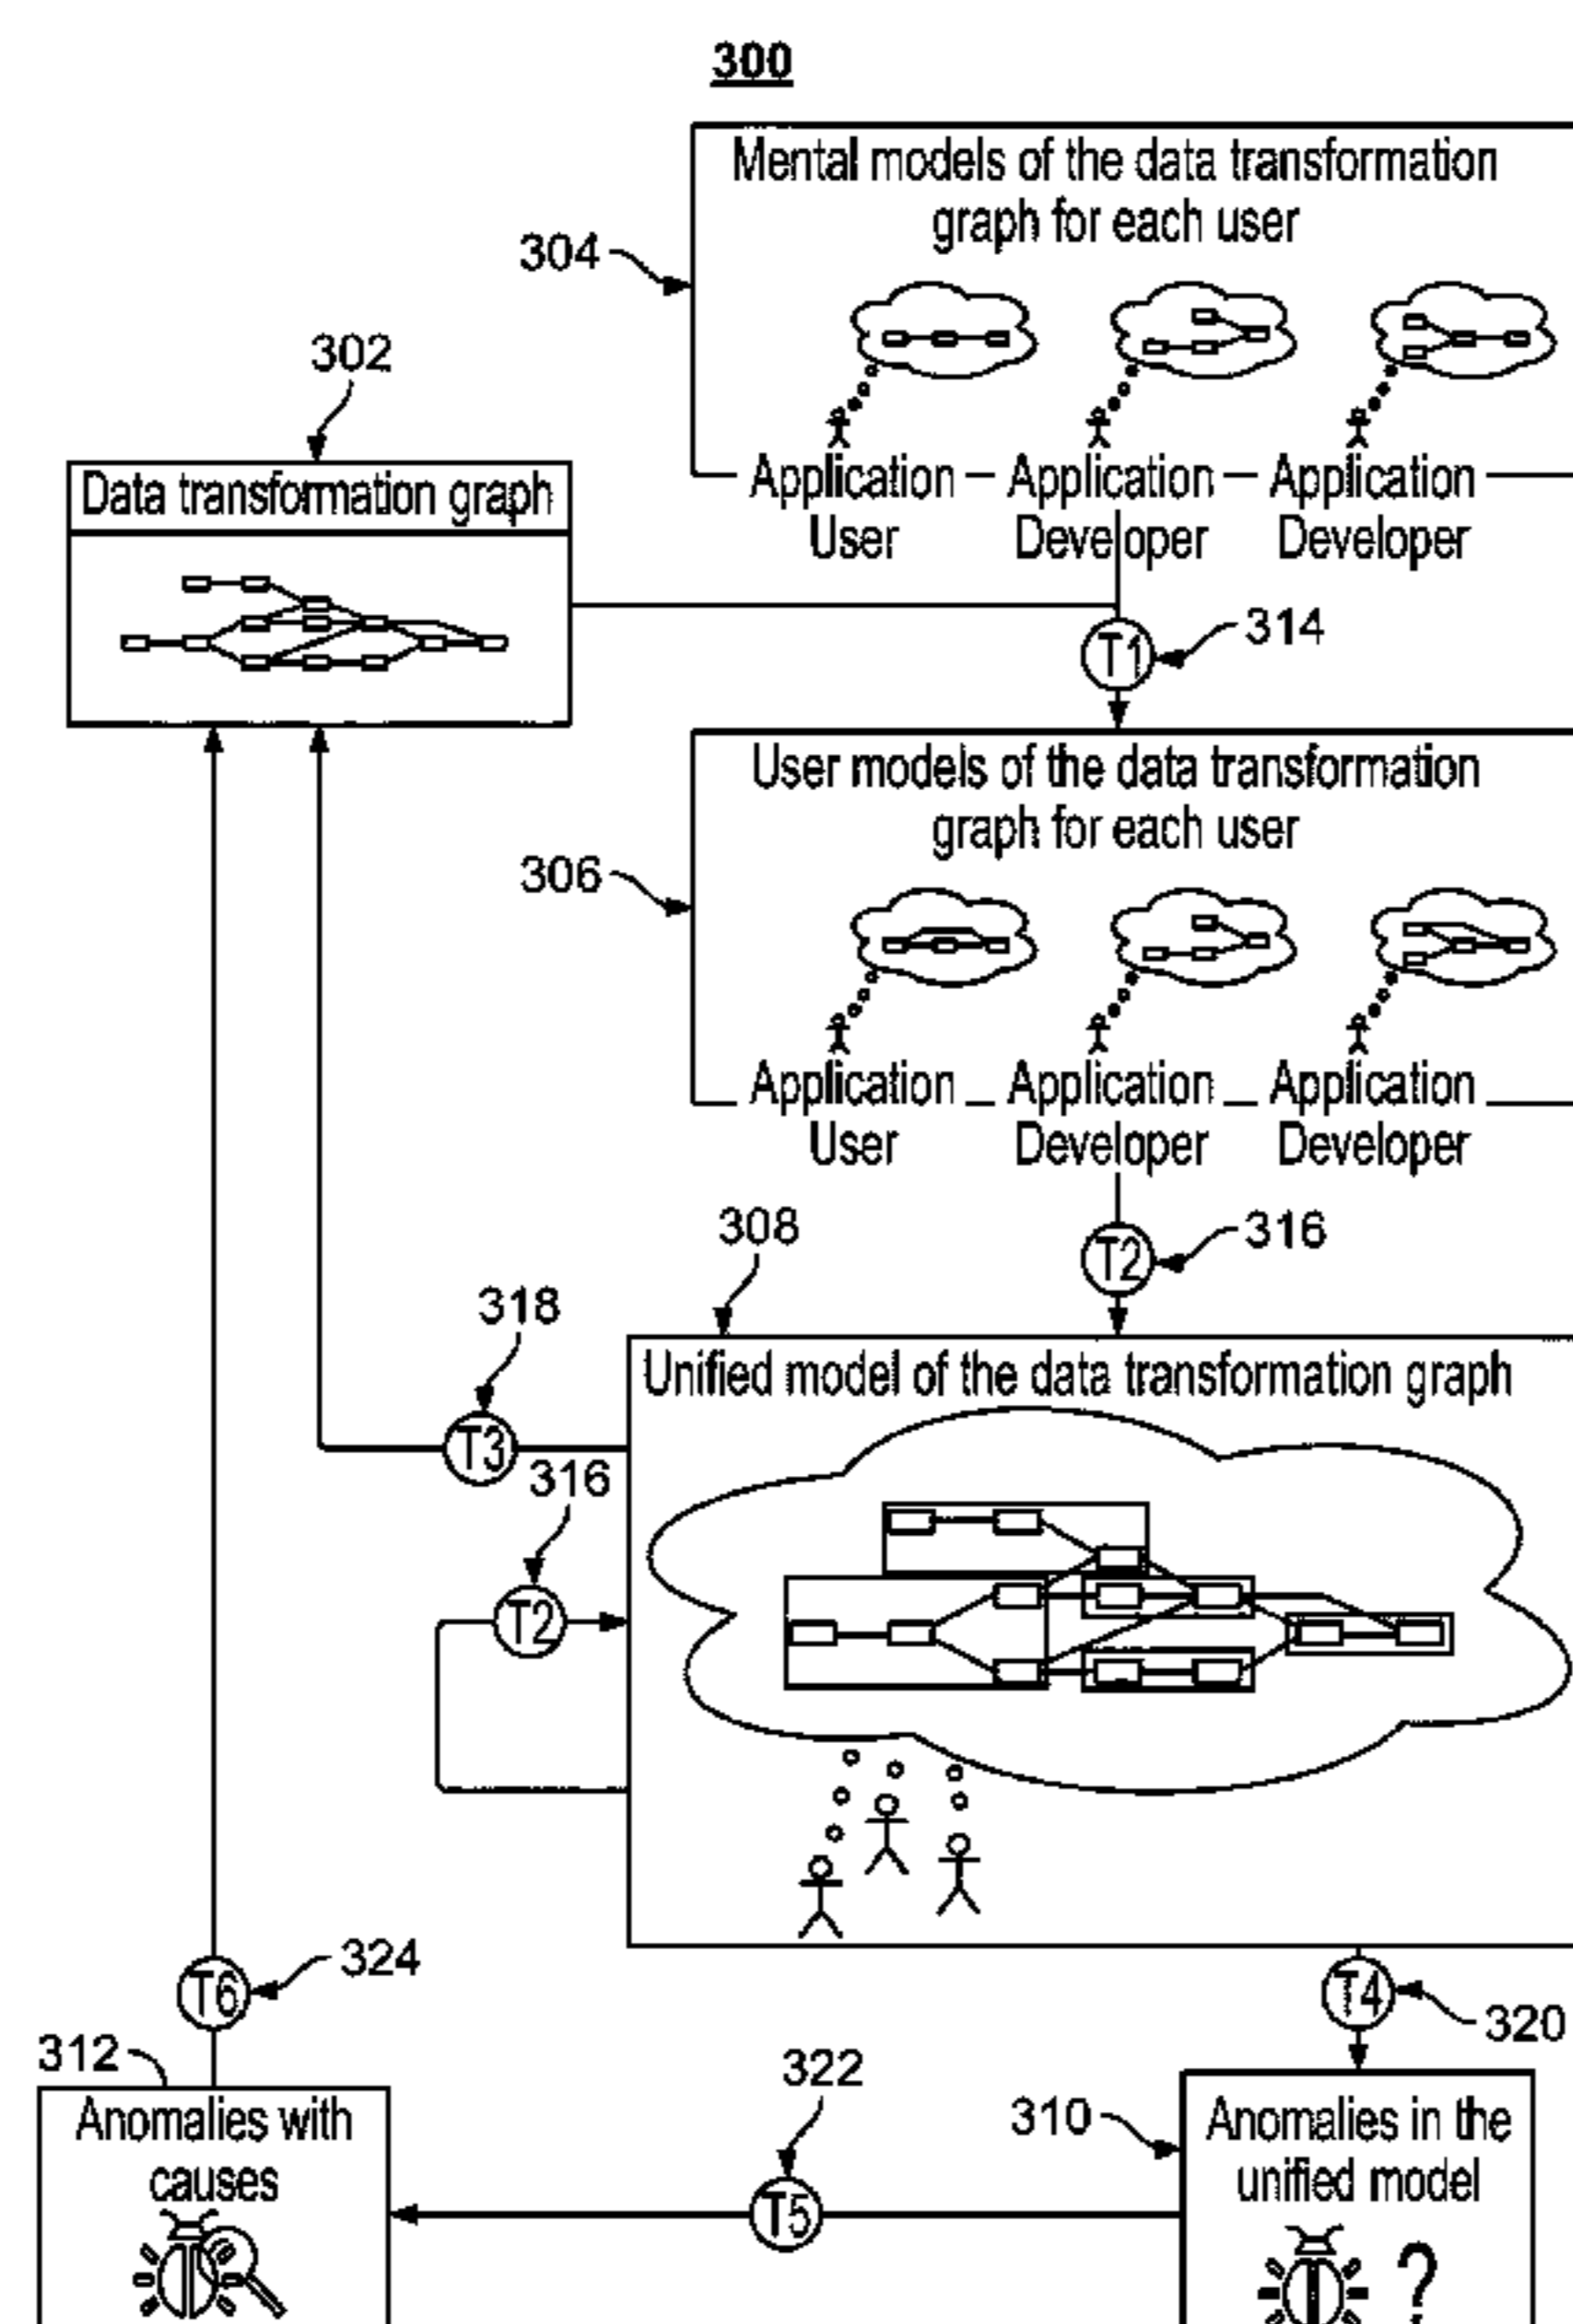 300
Mental models of the data transformation
graph for each user
304
302
Application Application Application
User Developer Developer
Data transformation graph
T1
314
User models of the data transformation
graph for each user
306
Application Application Application
User Developer Developer
308
T2
316
318
Unified model of the data transformation graph
T3
316
T2
T6
324
T4
320
312
322
310
Anomalies with
causes
T5
Anomalies in the
unified model
?